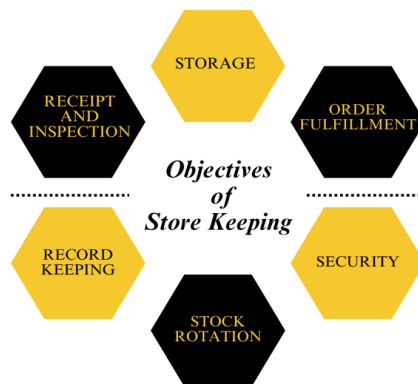 STORAGE
RECEIPT
AND
INSPECTION
ORDER
FULFILLMENT
Objectives
of
Store Keeping
RECORD
KEEPING
SECURITY
STOCK
ROTATION